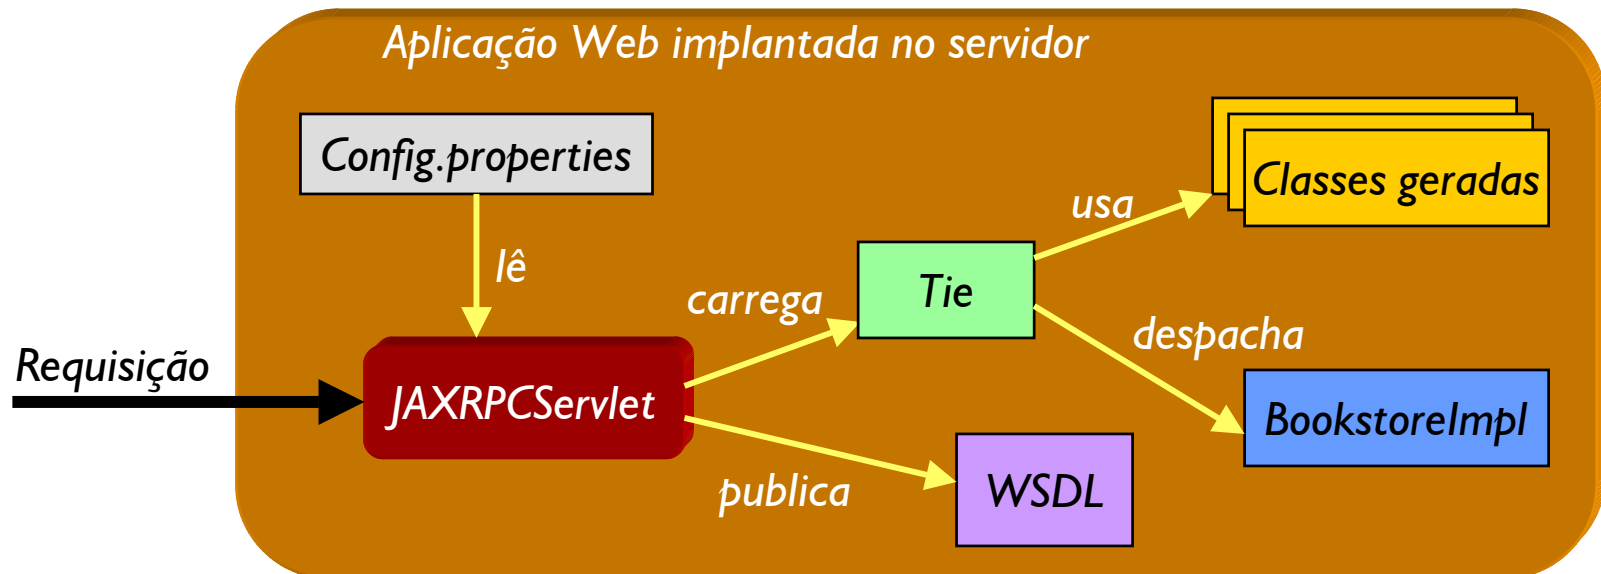 Aplicação Web implantada no servidor
Config.properties
Classes geradas
usa
lê
Tie
carrega
despacha
Requisição
JAXRPCServlet
BookstoreImpl
publica
WSDL